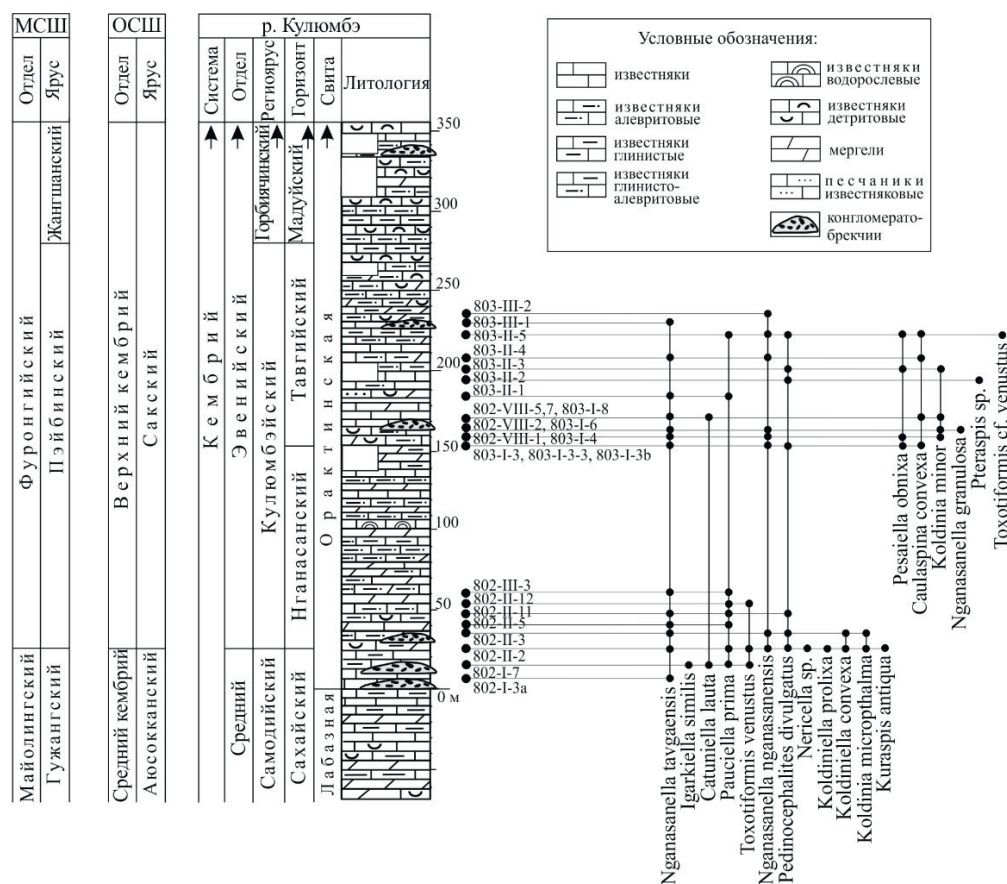 МСШ
ОСШ
р. Кулюмбэ
Отдел
Ярус
Отдел
Ярус
Система
Отдел
Региоярус
Горизонт
Свита
Литология
Фуронгийский
Майолингский
Жангшанский
Пэйбинский
Гужангский
Верхний кембрий
Средний кембрий
Сакский
Аюсокканский
Кембрий
Эвенийский
Средний
Горбиячинский
Кулюмбэйский
Самодийский
Мадуйский
Тавгийский
Нганасанский
Сахайский
Орактинская
Лабазная
350
300
250
200
150
100
50
0 м
Условные обозначения:
известняки
известняки
алевритовые
известняки
глинистые
известняки
глинисто-
алевритовые
известняки
водорослевые
известняки
детритовые
мергели
песчаники
известняковые
конгломерато-
брекчии
803-III-2
803-III-1
803-II-5
803-II-4
803-II-3
803-II-2
803-II-1
802-VIII-5,7, 803-I-8
802-VIII-2, 803-I-6
802-VIII-1, 803-I-4
803-I-3, 803-I-3-3, 803-I-3b
802-III-3
802-II-12
802-II-11
802-II-5
802-II-3
802-II-2
802-I-7
802-I-3a
Nganasanella tavgaensis
Igarkiella similis
Catuniella lauta
Pauciella prima
Toxotiformis venustus
Nganasanella nganasanensis
Pedinocephalites divulgatus
Nericella sp.
Koldiniella prolixa
Koldiniella convexa
Koldinia micropthalma
Kuraspis antiqua
Pesaiella obnixa
Caulaspina convexa
Koldinia minor
Nganasanella granulosa
Pteraspis sp.
Toxotiformis cf. venustus